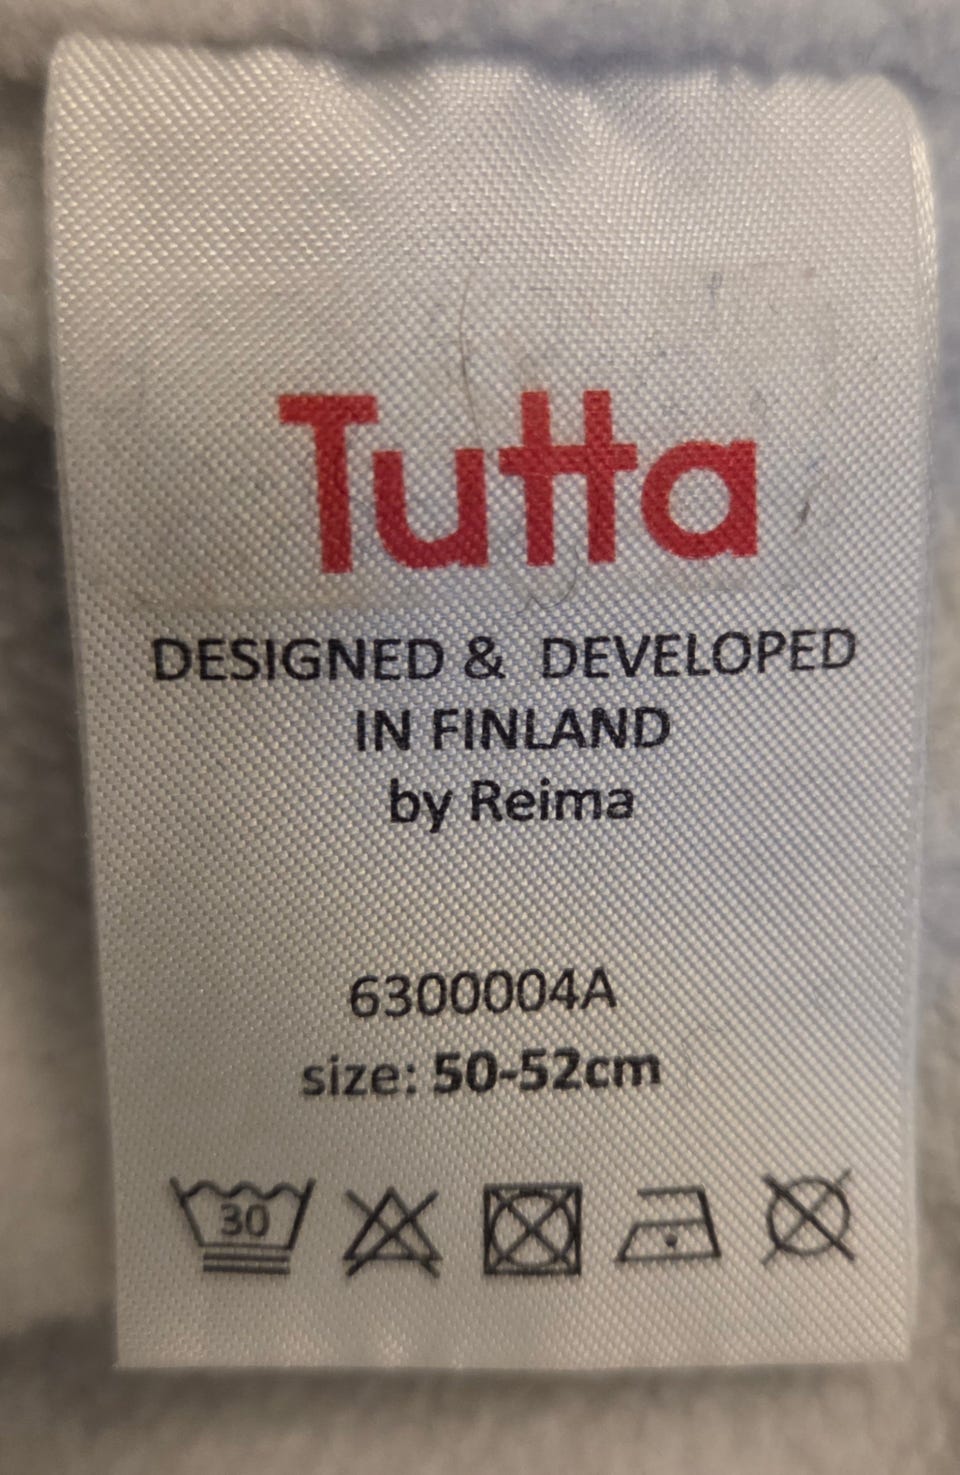 Tutta
DESIGNED & DEVELOPED
IN FINLAND
by Reima
6300004A
size: 50-52cm
30